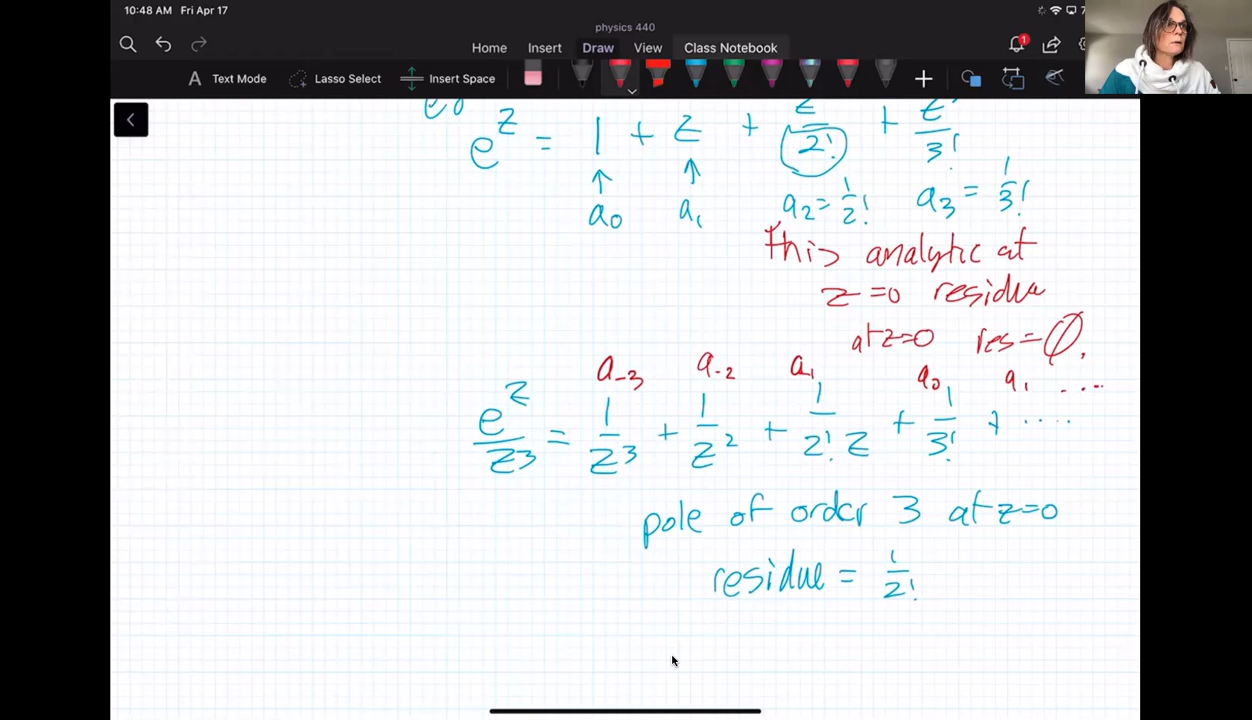 10:48 AM Fri Apr 17
physics 440
Home Insert Draw View Class Notebook
1
Text Mode Lasso Select Insert Space
e^z = 1 + z + z^2/2! + z^3/3!
↑ ↑
a_0 a_1 a_2 = 1/2! a_3 = 1/3!
this analytic at
z=0 residue
at z=0 res=∅.
a_-3 a_-2 a_1 a_0 a_1 ....
e^z/z^3 = 1/z^3 + 1/z^2 + 1/2! z + 1/3! + ....
pole of order 3 at z=0
residue = 1/2!